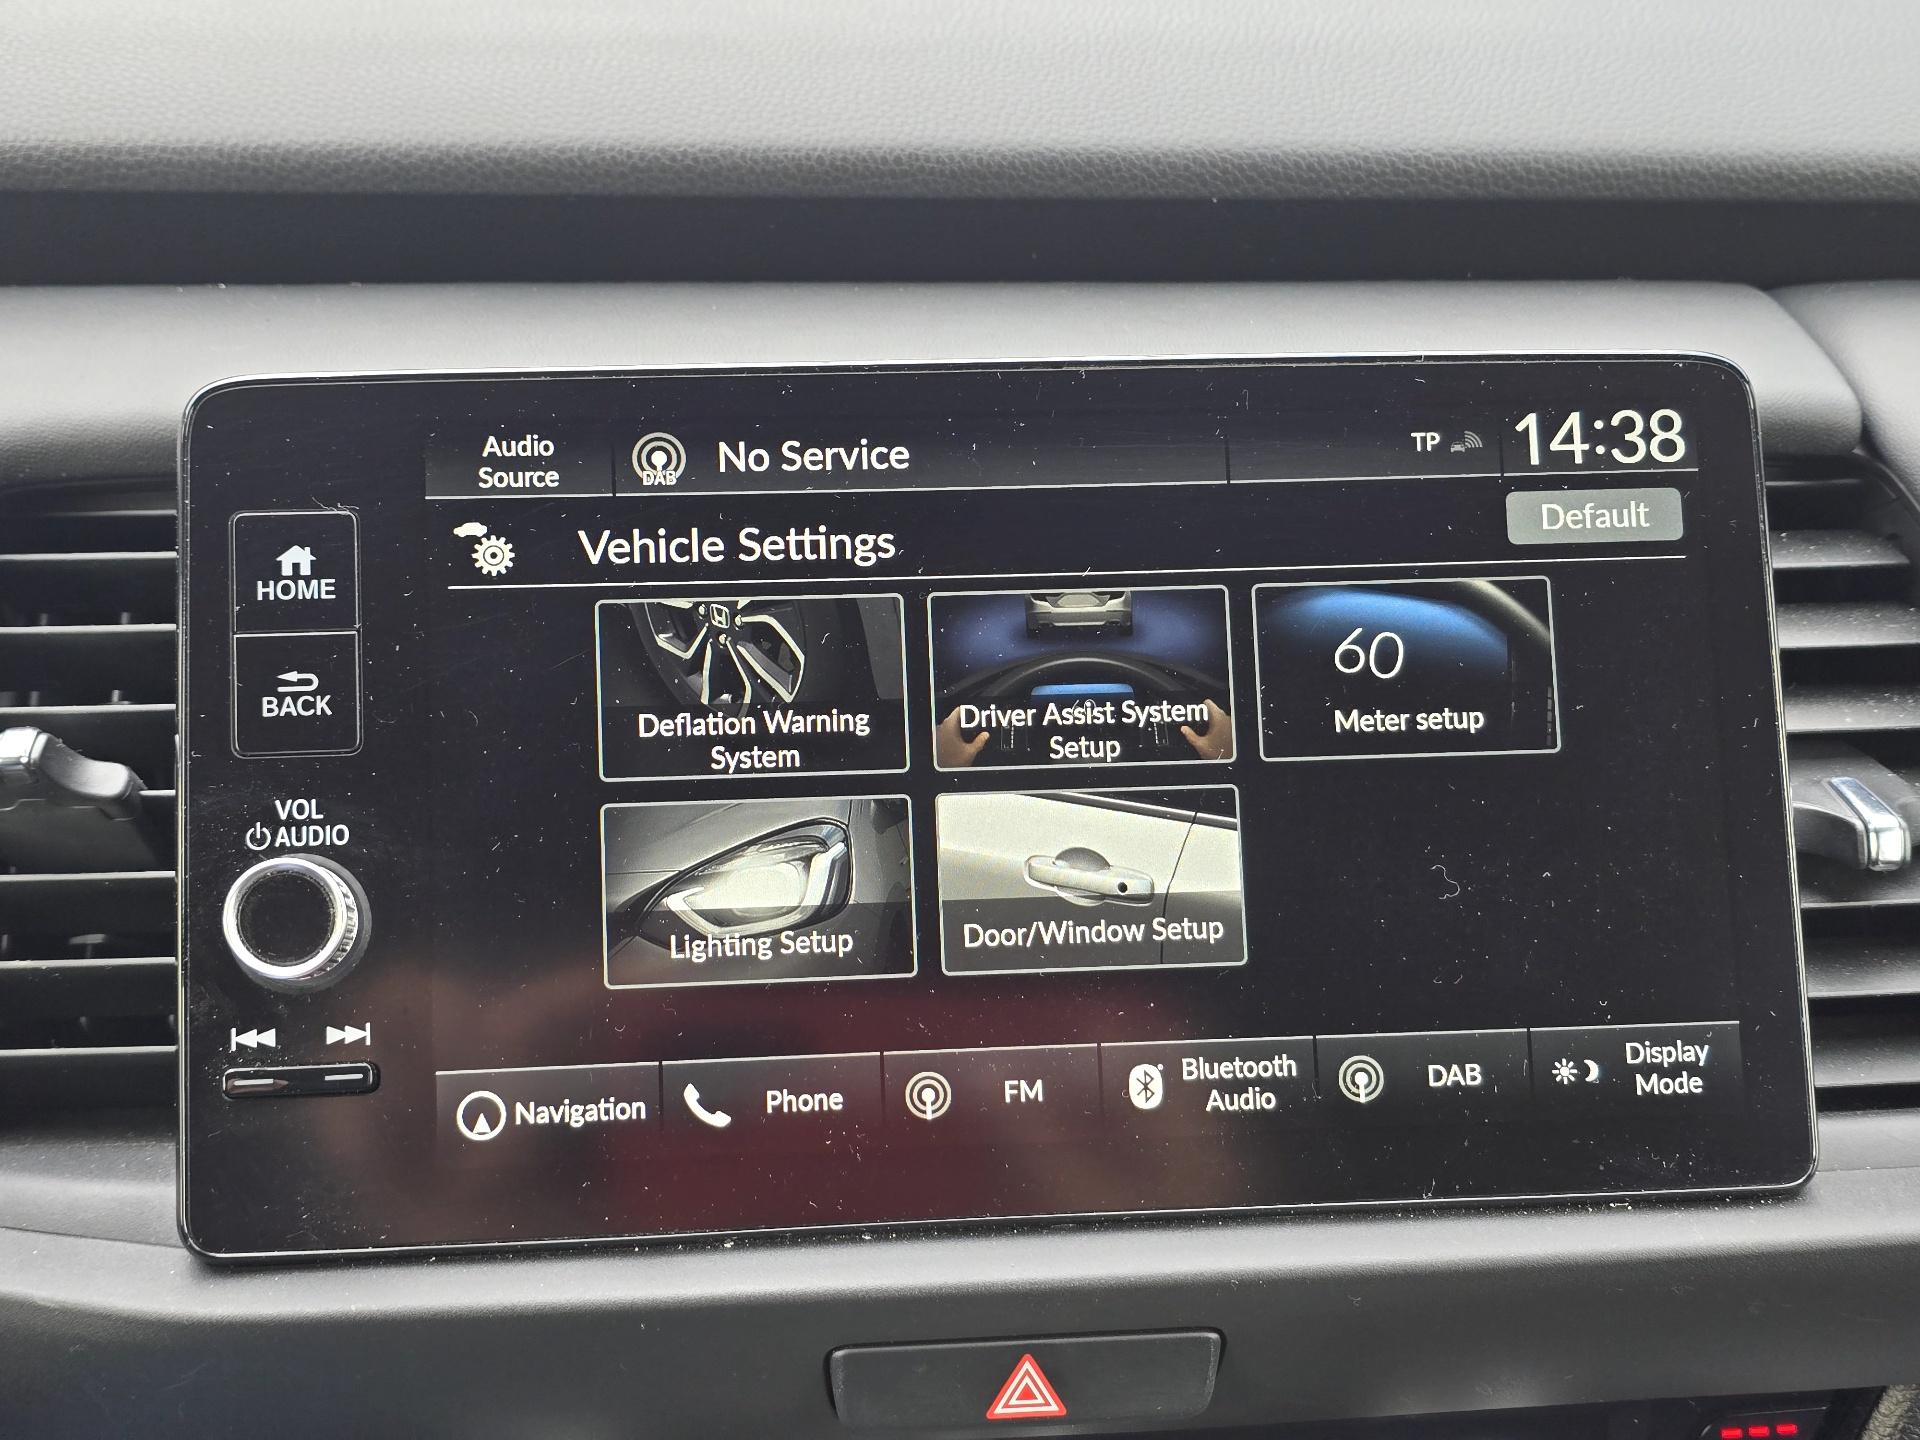 Audio
Source
DAB
No Service
TP
14:38
Default
Vehicle Settings
HOME
BACK
VOL
AUDIO
Deflation Warning
System
Driver Assist System
Setup
60
Meter setup
Lighting Setup
Door/Window Setup
Navigation
Phone
FM
Bluetooth
Audio
DAB
Display
Mode